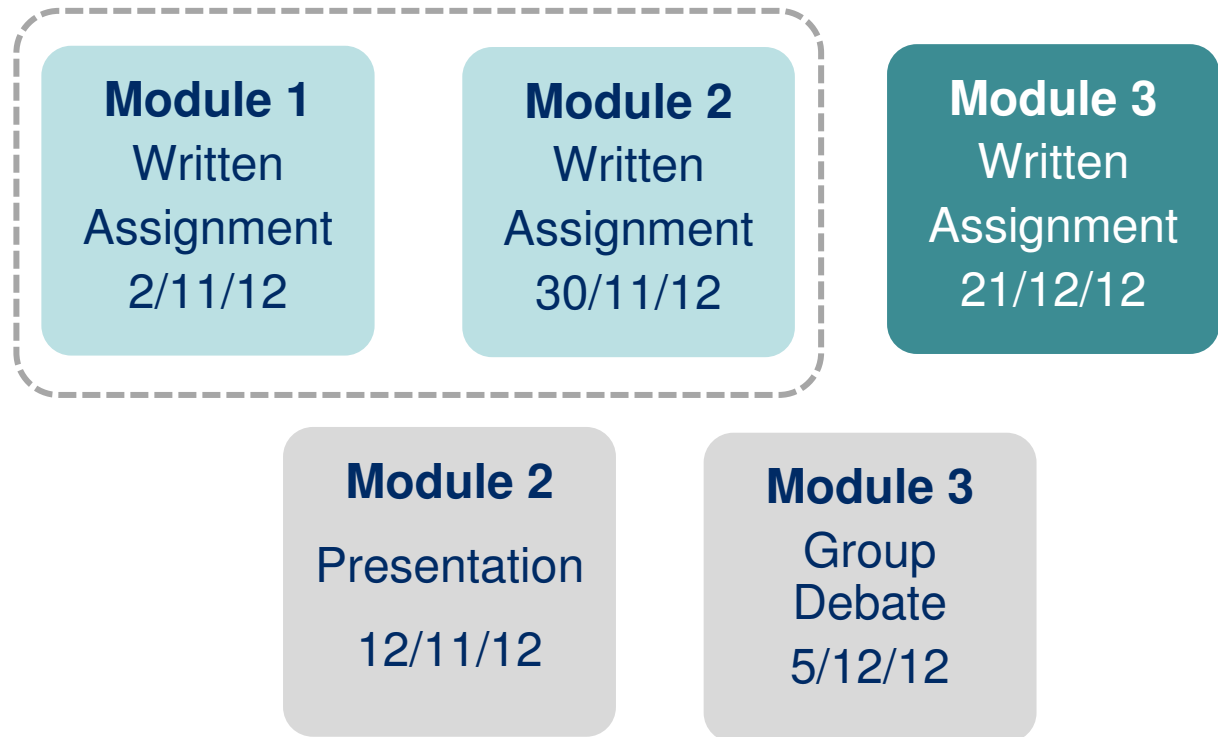 Module 1
Written
Assignment
2/11/12
Module 2
Written
Assignment
30/11/12
Module 3
Written
Assignment
21/12/12
Module 2
Presentation
12/11/12
Module 3
Group
Debate
5/12/12